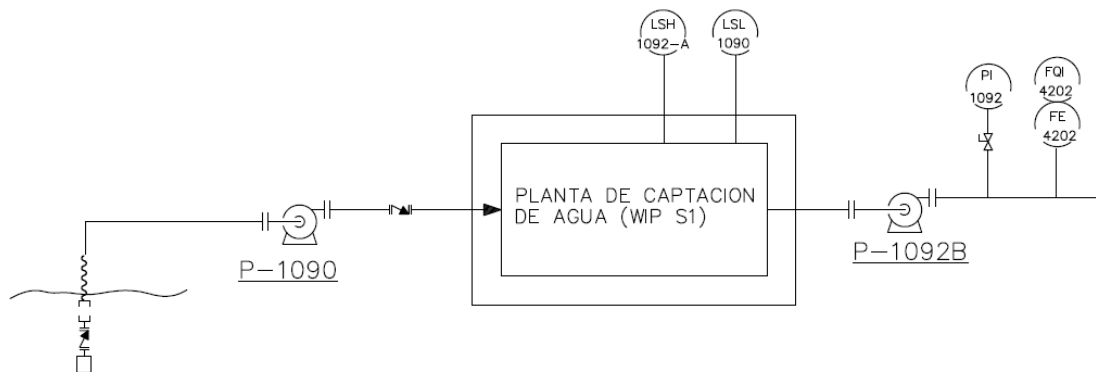 LSH
1092-A
LSL
1090
PI
1092
FQI
4202
FE
4202
PLANTA DE CAPTACION
DE AGUA (WIP S1)
P-1090
P-1092B